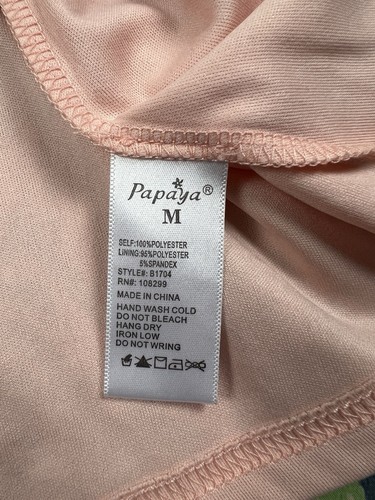 Papaya®
M
SELF:100%POLYESTER
LINING:95%POLYESTER
5%SPANDEX
STYLE#: B1704
RN#: 108299
MADE IN CHINA
HAND WASH COLD
DO NOT BLEACH
HANG DRY
IRON LOW
DO NOT WRING